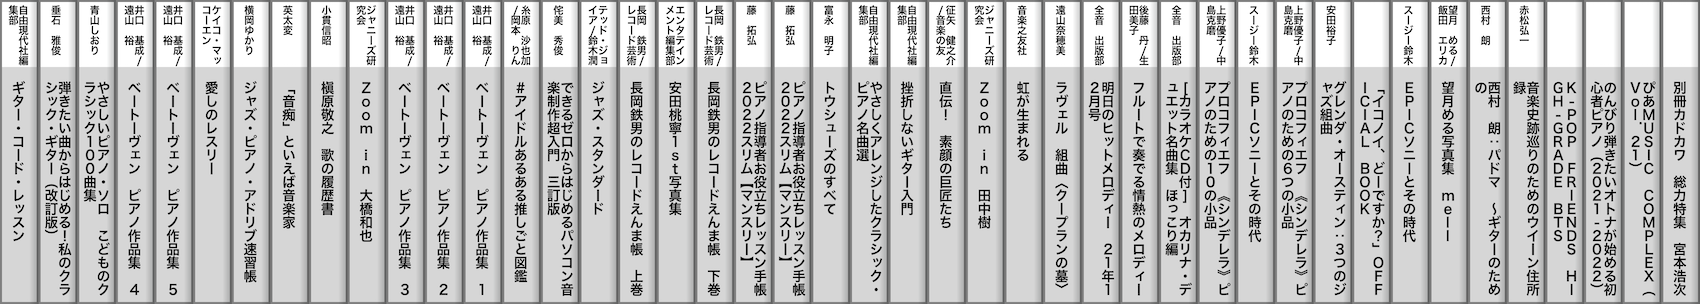 別冊カドカワ　総力特集　宮本浩次
ぴあMUSIC　COMPLEX（
Vol．21）
のんびり弾きたいオトナが始める初
心者ピアノ（2021-2022）
K-POP　FRIENDS　HI
GH-GRADE　BTS
赤松弘一
音楽史跡巡りのためのウイーン住所
録
西村　朗
西村　朗：パドマ　〜ギターのため
の
望月　める/
飯田　エリカ
望月める写真集　mell
スージー鈴木
EPICソニーとその時代
「イコノイ、どーですか？」OFF
ICIAL　BOOK
安田裕子
グレンダ・オースティン：3つのジ
ャズ組曲
上野優子/中
島克磨
プロコフィエフ　《シンデレラ》ピ
アノのための6つの小品
スージー鈴木
EPICソニーとその時代
上野優子/中
島克磨
プロコフィエフ　《シンデレラ》ピ
アノのための10の小品
全音　出版部
［カラオケCD付］オカリナ・デ
ュエット名曲集　ほっこり編
後藤　丹/生
田美子
フルートで奏でる情熱のメロディー
全音　出版部
明日のヒットメロディー　21年1
2月号
遠山奈穂美
ラヴェル　組曲〈クープランの墓〉
音楽之友社
虹が生まれる
ジャニーズ研
究会
Zoom　in　田中樹
征矢　健之介
/音楽の友
直伝！　素顔の巨匠たち
自由現代社編
集部
挫折しないギター入門
自由現代社編
集部
やさしくアレンジしたクラシック・
ピアノ名曲選
富永　明子
トウシューズのすべて
藤　拓弘
ピアノ指導者お役立ちレッスン手帳
2022スリム【マンスリー】
藤　拓弘
ピアノ指導者お役立ちレッスン手帳
2022スリム【マンスリー】
長岡　鉄男/
レコード芸術
長岡鉄男のレコードえんま帳　下巻
エンタテイン
メント編集部
安田桃寧1st写真集
長岡　鉄男/
レコード芸術
長岡鉄男のレコードえんま帳　上巻
テッド・ジョ
イア/鈴木潤
ジャズ・スタンダード
侘美　秀俊
できるゼロからはじめるパソコン音
楽制作超入門　三訂版
糸原　沙也加
/岡本　りん
#アイドルあるある推しごと図鑑
井口　基成/
遠山　裕
ベートーヴェン　ピアノ作品集　1
井口　基成/
遠山　裕
ベートーヴェン　ピアノ作品集　2
井口　基成/
遠山　裕
ベートーヴェン　ピアノ作品集　3
ジャニーズ研
究会
Zoom　in　大橋和也
小貫信昭
槇原敬之　歌の履歴書
英太変
「音痴」といえば音楽家
横岡ゆかり
ジャズ・ピアノ・アドリブ速習帳
ケイコ・マッ
コーエン
愛しのレスリー
井口　基成/
遠山　裕
ベートーヴェン　ピアノ作品集　5
井口　基成/
遠山　裕
ベートーヴェン　ピアノ作品集　4
青山しおり
やさしいピアノ・ソロ　こどものク
ラシック100曲集
垂石　雅俊
弾きたい曲からはじめる！私のクラ
シック・ギター（改訂版）
自由現代社編
集部
ギター・コード・レッスン